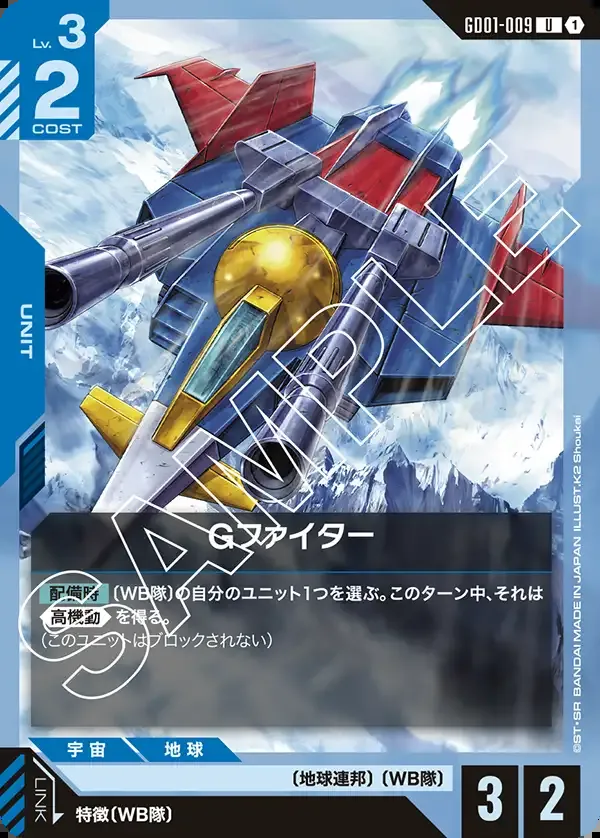 GD01-009 U 1
Lv. 3
2
COST
UNIT
Gファイター
配備時 〔WB隊〕の自分のユニット1つを選ぶ。このターン中、それは
高機動 を得る。
(このユニットはブロックされない)
宇宙 地球
〔地球連邦〕〔WB隊〕
LINK
特徴〔WB隊〕
3 2
©ST・SR BANDAI MADE IN JAPAN ILLUST.K2 Shoukai
SAMPLE